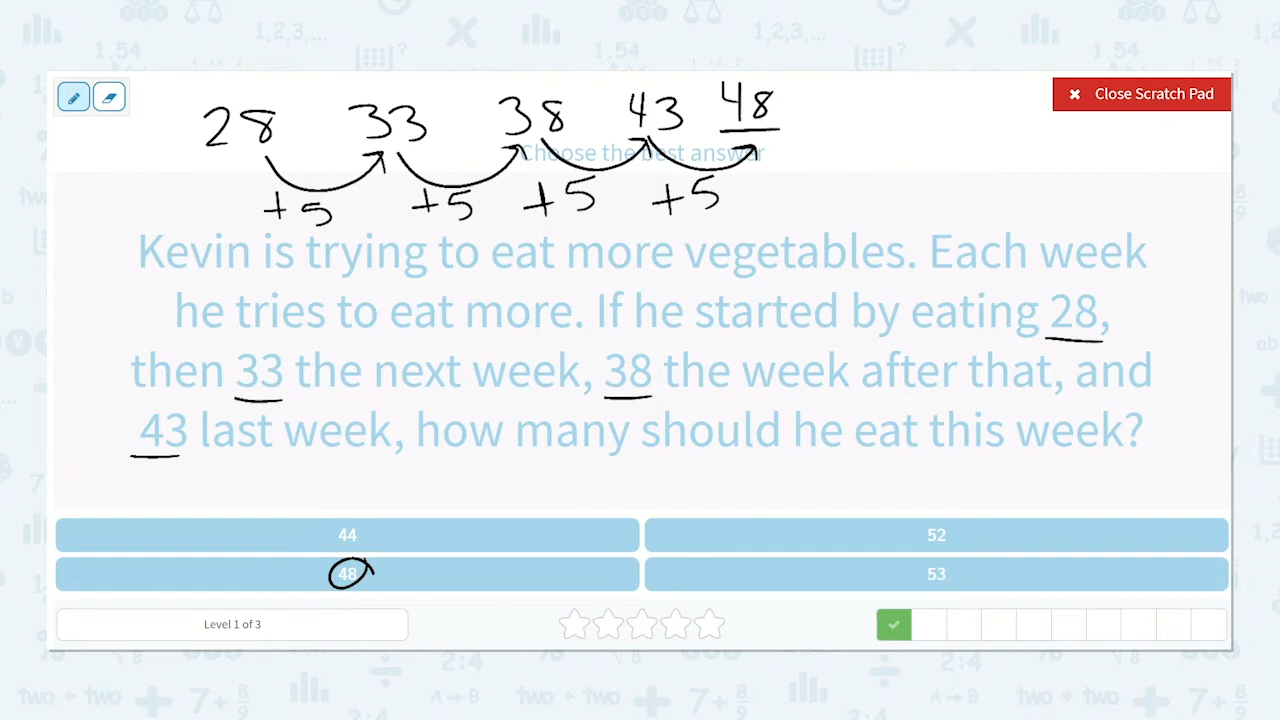 28 33 38 43 48
Close Scratch Pad
Choose the best answer
+5 +5 +5 +5
Kevin is trying to eat more vegetables. Each week
he tries to eat more. If he started by eating 28,
then 33 the next week, 38 the week after that, and
43 last week, how many should he eat this week?
44 52
48 53
Level 1 of 3